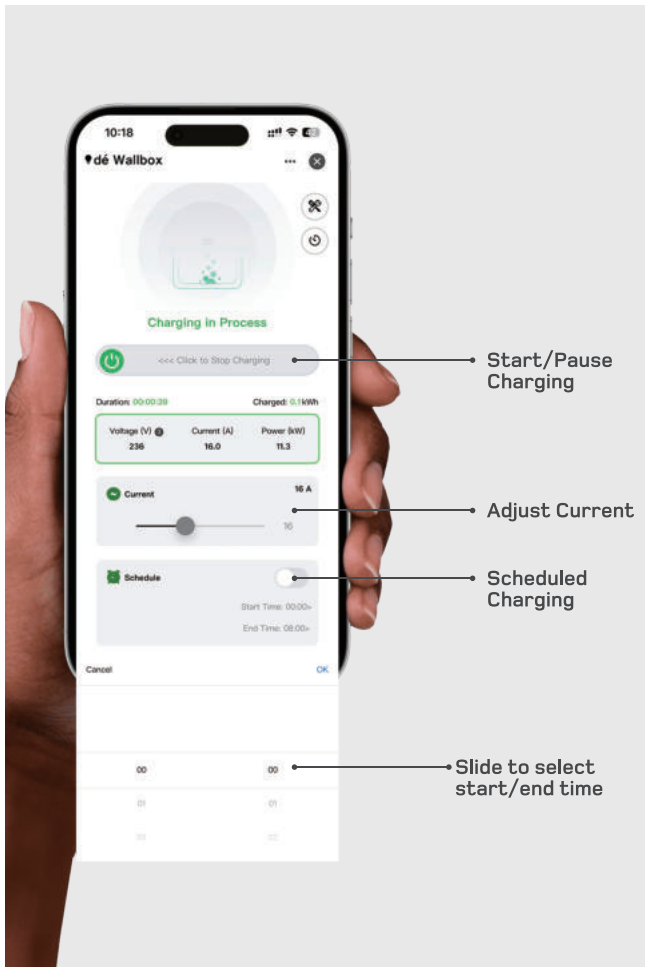 10:18
dé Wallbox
Charging in Process
<<< Click to Stop Charging
Start/Pause
Charging
Duration: 00:00:39
Charged: 0.1kWh
Voltage (V)
Current (A)
Power (kW)
236
16.0
11.3
Current
16 A
16
Adjust Current
Schedule
Scheduled
Charging
Start Time: 00:00>
End Time: 08:00>
Cancel
OK
00
00
Slide to select
start/end time
01
01